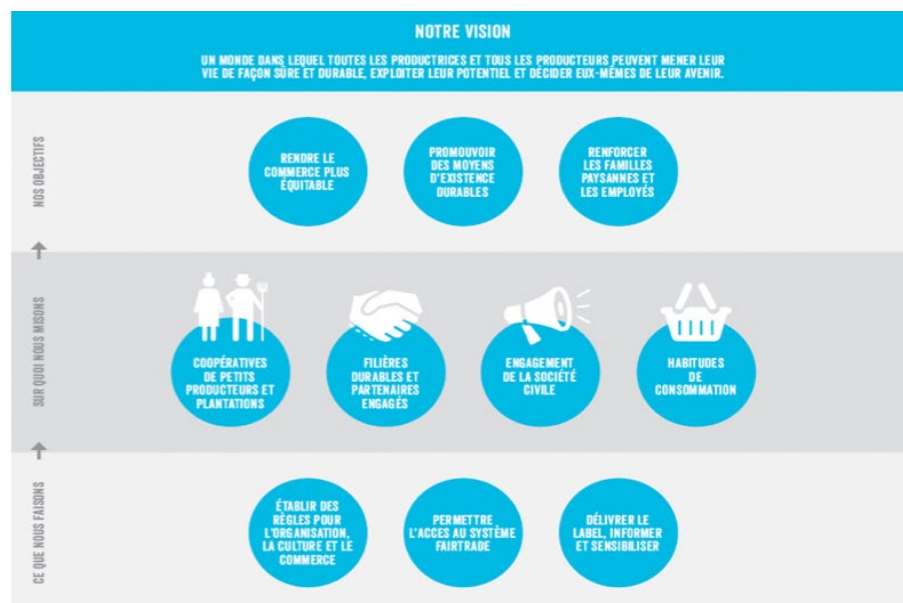 NOTRE VISION
UN MONDE DANS LEQUEL TOUTES LES PRODUCTRICES ET TOUS LES PRODUCTEURS PEUVENT MENER LEUR
VIE DE FAÇON SÛRE ET DURABLE, EXPLOITER LEUR POTENTIEL ET DÉCIDER EUX-MÊMES DE LEUR AVENIR.
NOS OBJECTIFS
RENDRE LE
COMMERCE PLUS
ÉQUITABLE
PROMOUVOIR
DES MOYENS
D'EXISTENCE
DURABLES
RENFORCER
LES FAMILLES
PAYSANNES ET
LES EMPLOYÉS
SUR QUOI NOUS MISONS
COOPÉRATIVES
DE PETITS
PRODUCTEURS ET
PLANTATIONS
FILIÈRES
DURABLES ET
PARTENAIRES
ENGAGÉS
ENGAGEMENT
DE LA SOCIÉTÉ
CIVILE
HABITUDES
DE
CONSOMMATION
CE QUE NOUS FAISONS
ÉTABLIR DES
RÈGLES POUR
L'ORGANISATION,
LA CULTURE ET LE
COMMERCE
PERMETTRE
L'ACCES AU SYSTÈME
FAIRTRADE
DÉLIVRER LE
LABEL, INFORMER
ET SENSIBILISER